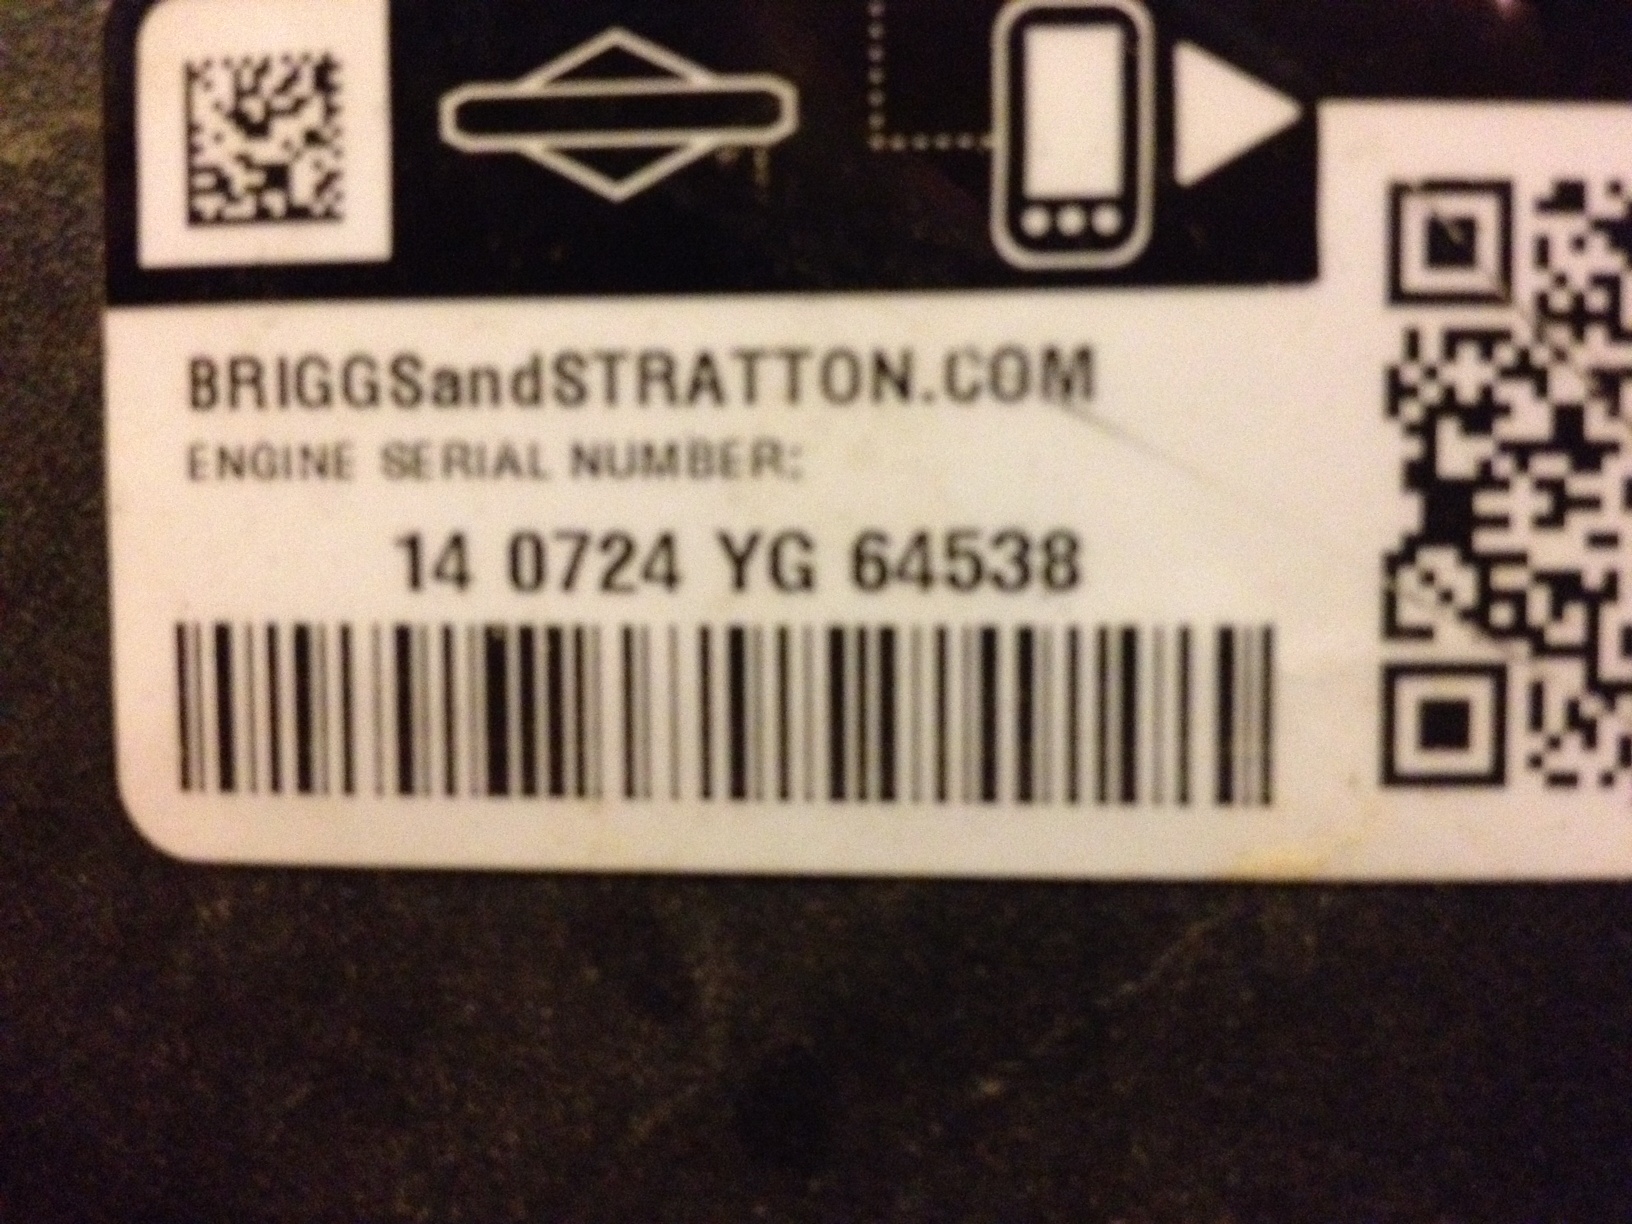 BRIGGSandSTRATTON.COM
ENGINE SERIAL NUMBER:
14 0724 YG 64538